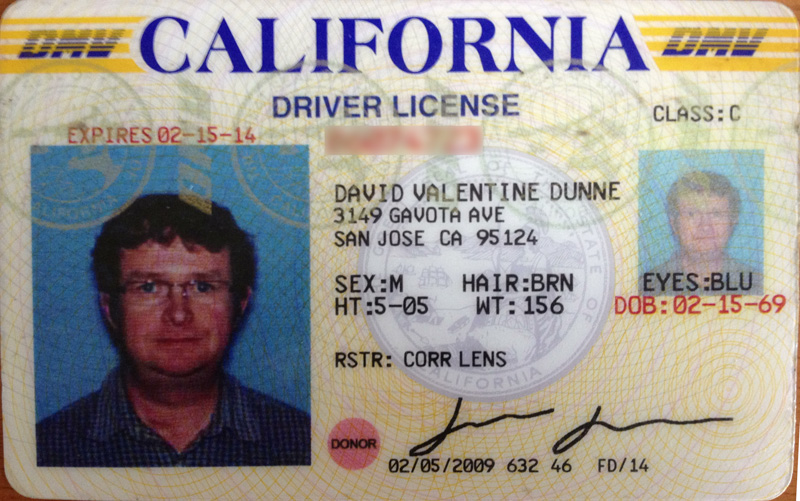 DMV CALIFORNIA DMV
DRIVER LICENSE
CLASS:C
EXPIRES 02-15-14
DAVID VALENTINE DUNNE
3149 GAVOTA AVE
SAN JOSE CA 95124
SEX:M HAIR:BRN EYES:BLU
HT:5-05 WT:156 DOB:02-15-69
RSTR: CORR LENS
DONOR
02/05/2009 632 46 FD/14